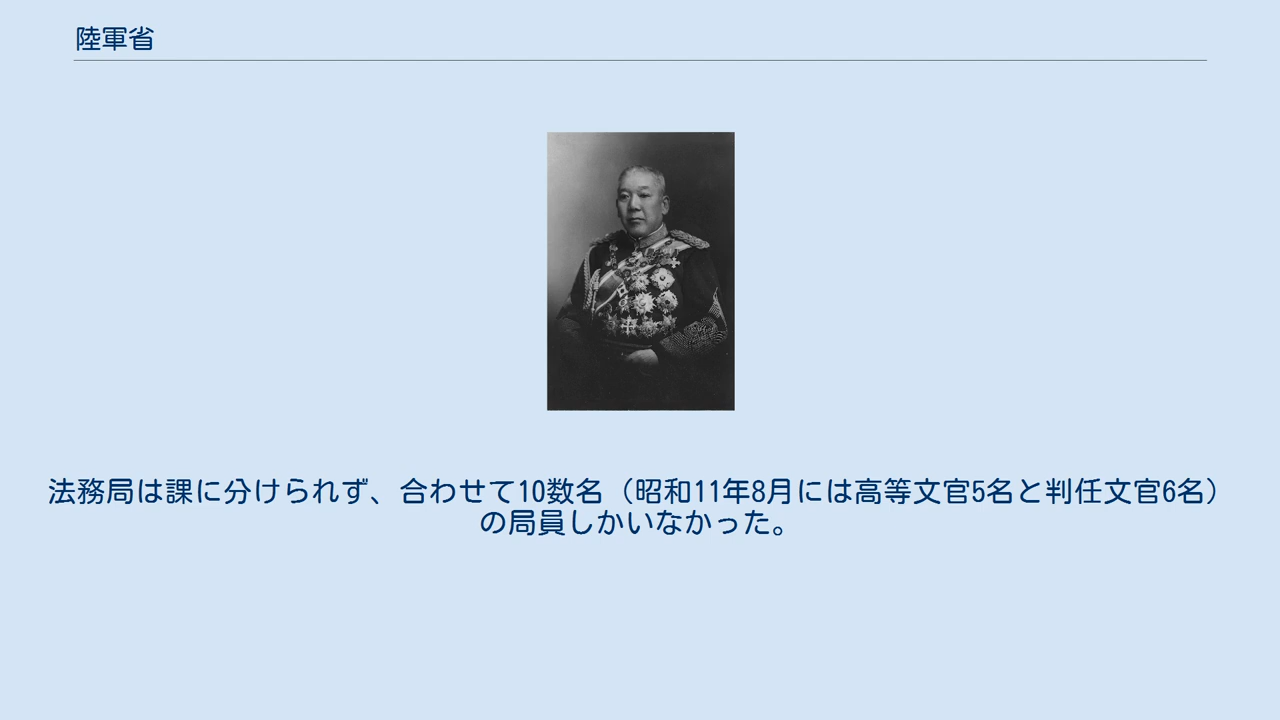 陸軍省
法務局は課に分けられず、合わせて10数名（昭和11年8月には高等文官5名と判任文官6名）
の局員しかいなかった。